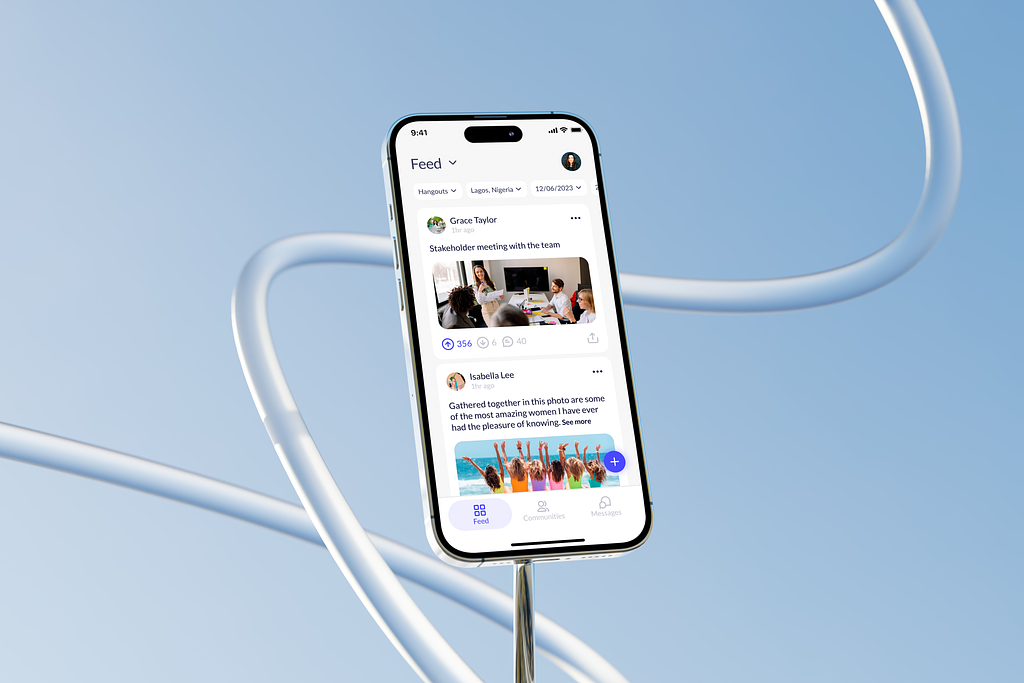 9:41
Feed
Hangouts
Lagos, Nigeria
12/06/2023
2
Grace Taylor
1hr ago
Stakeholder meeting with the team
356
6
40
Isabella Lee
1hr ago
Gathered together in this photo are some
of the most amazing women I have ever
had the pleasure of knowing. See more
Feed
Communities
Messages